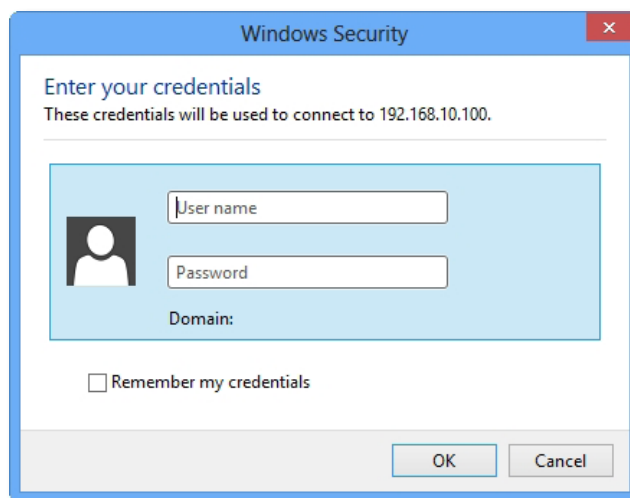 Windows Security
Enter your credentials
These credentials will be used to connect to 192.168.10.100.
User name
Password
Domain:
Remember my credentials
OK
Cancel